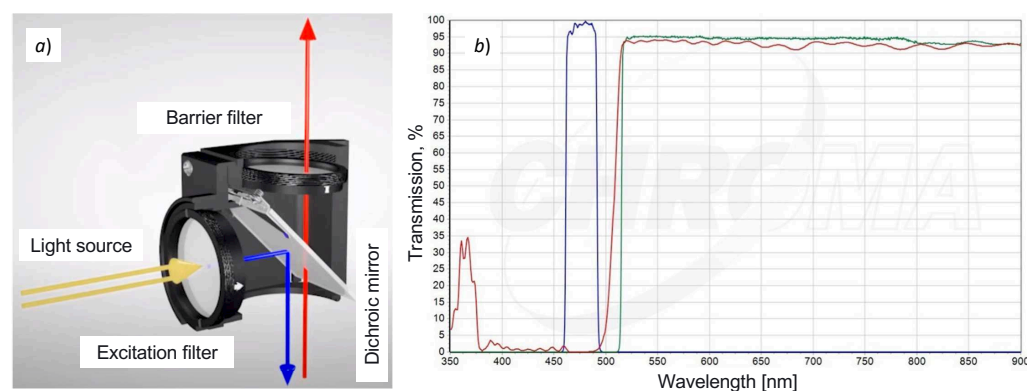 a)
Barrier filter
Light source
Excitation filter
Dichroic mirror
b)
Transmission, %
100
95
90
85
80
75
70
65
60
55
50
45
40
35
30
25
20
15
10
5
0
350 400 450 500 550 600 650 700 750 800 850 900
Wavelength [nm]
CHROMA